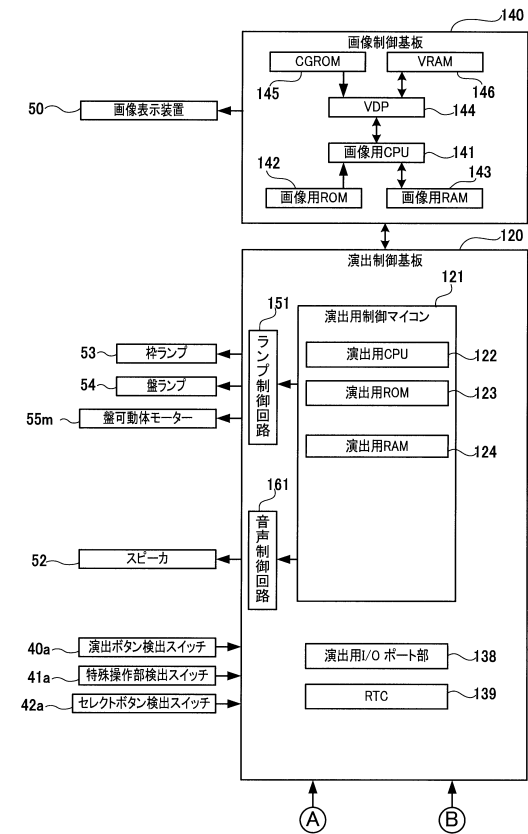 140
画像制御基板
CGROM
VRAM
145
146
50
画像表示装置
VDP
144
画像用CPU
141
142
143
画像用ROM
画像用RAM
120
演出制御基板
121
151
演出用制御マイコン
ランプ制御回路
53
枠ランプ
演出用CPU
122
54
盤ランプ
演出用ROM
123
55m
盤可動体モーター
演出用RAM
124
161
音声制御回路
52
スピーカ
40a
演出ボタン検出スイッチ
演出用I/Oポート部
138
41a
特殊操作部検出スイッチ
42a
セレクトボタン検出スイッチ
RTC
139
A
B